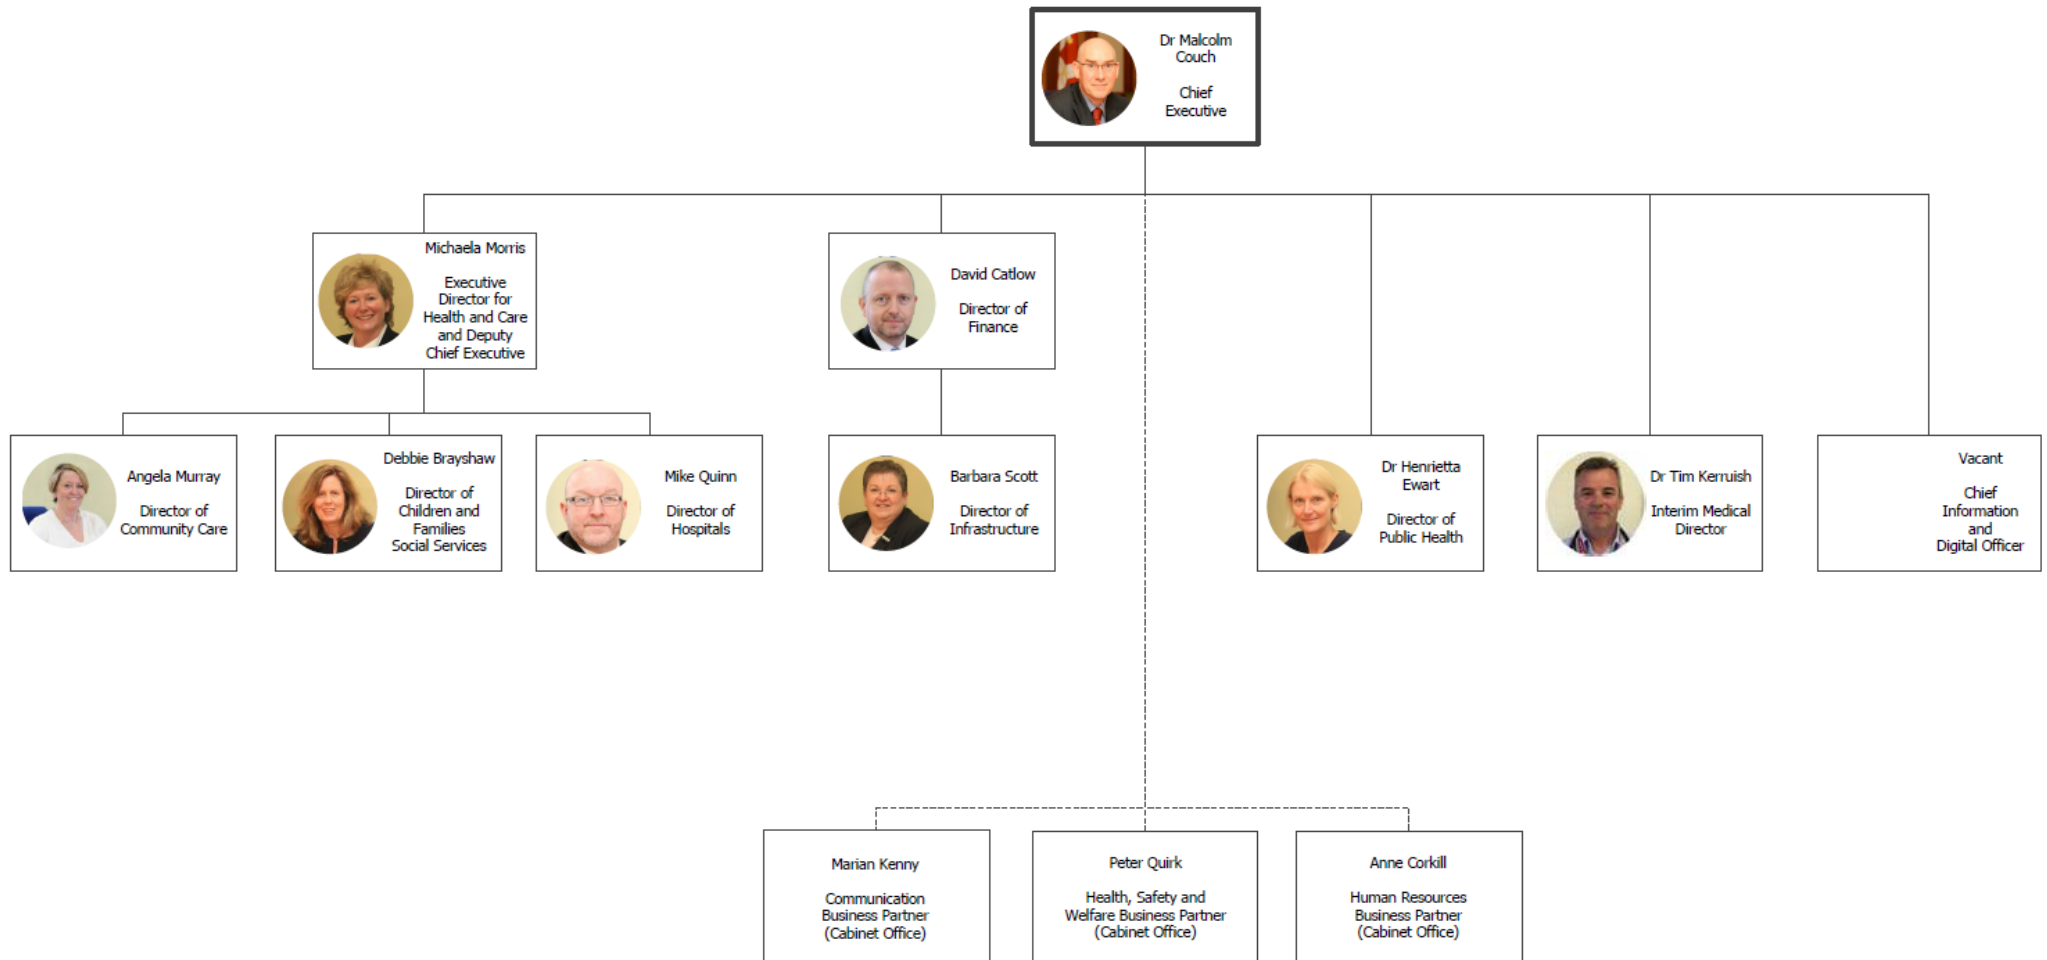 Dr Malcolm
Couch
Chief
Executive
Michaela Morris
Executive
Director for
Health and Care
and Deputy
Chief Executive
David Catlow
Director of
Finance
Angela Murray
Director of
Community Care
Debbie Brayshaw
Director of
Children and
Families
Social Services
Mike Quinn
Director of
Hospitals
Barbara Scott
Director of
Infrastructure
Dr Henrietta
Ewart
Director of
Public Health
Dr Tim Kerruish
Interim Medical
Director
Vacant
Chief
Information
and
Digital Officer
Marian Kenny
Communication
Business Partner
(Cabinet Office)
Peter Quirk
Health, Safety and
Welfare Business Partner
(Cabinet Office)
Anne Corkill
Human Resources
Business Partner
(Cabinet Office)